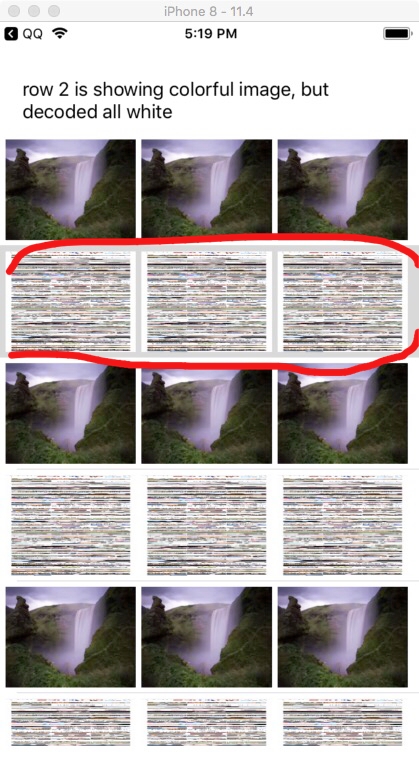 iPhone 8 - 11.4
QQ 5:19 PM
row 2 is showing colorful image, but
decoded all white